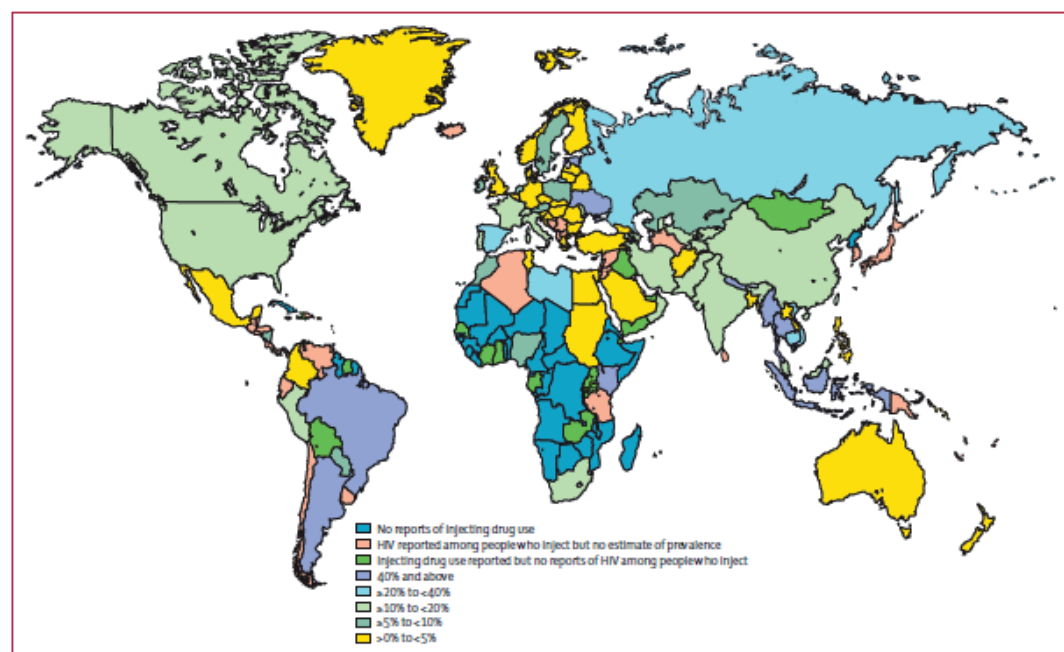 No reports of injecting drug use
HIV reported among people who inject but no estimate of prevalence
Injecting drug use reported but no reports of HIV among people who inject
40% and above
≥20% to <40%
≥10% to <20%
≥5% to <10%
>0% to <5%